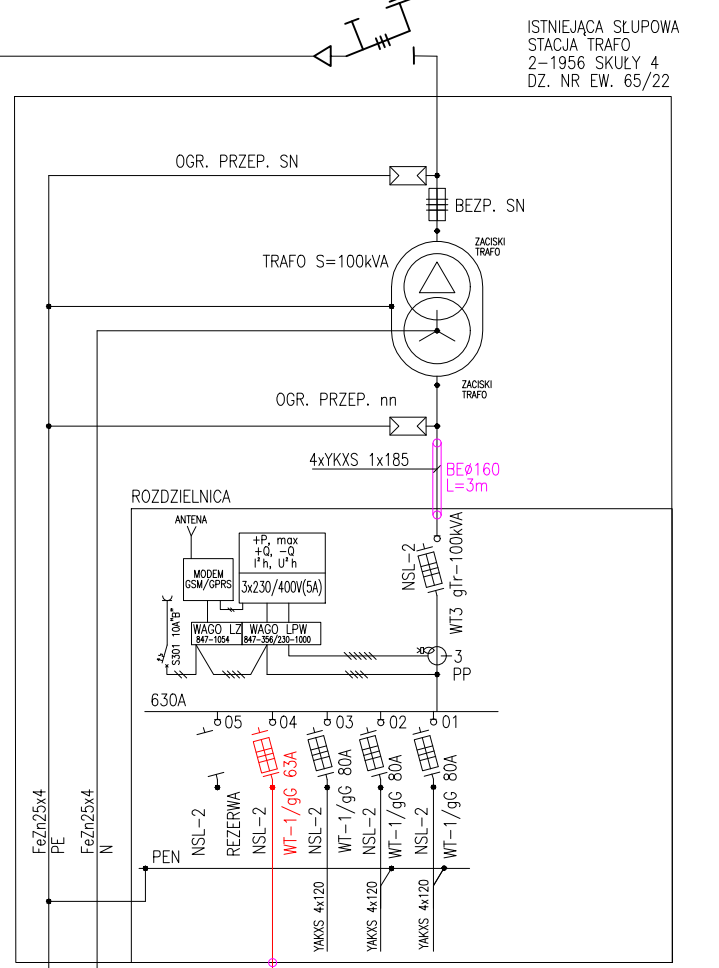 ISTNIEJĄCA SŁUPOWA
STACJA TRAFO
2-1956 SKUŁY 4
DZ. NR EW. 65/22
OGR. PRZEP. SN
BEZP. SN
ZACISKI
TRAFO
TRAFO S=100kVA
ZACISKI
TRAFO
OGR. PRZEP. nn
4xYKXS 1x185
BEø160
L=3m
ROZDZIELNICA
ANTENA
+P, max
+Q, -Q
I²h, U²h
3x230/400V(5A)
MODEM
GSM/GPRS
NSL-2
WT3 gTr-100kVA
S301 10A"B"
WAGO LZ
847-1054
WAGO LPW
847-356/230-1000
3
PP
630A
05
04
03
02
01
NSL-2
REZERWA
NSL-2
WT-1/gG 63A
NSL-2
WT-1/gG 80A
NSL-2
WT-1/gG 80A
NSL-2
WT-1/gG 80A
FeZn25x4
PE
FeZn25x4
N
PEN
YAKXS 4x120
YAKXS 4x120
YAKXS 4x120